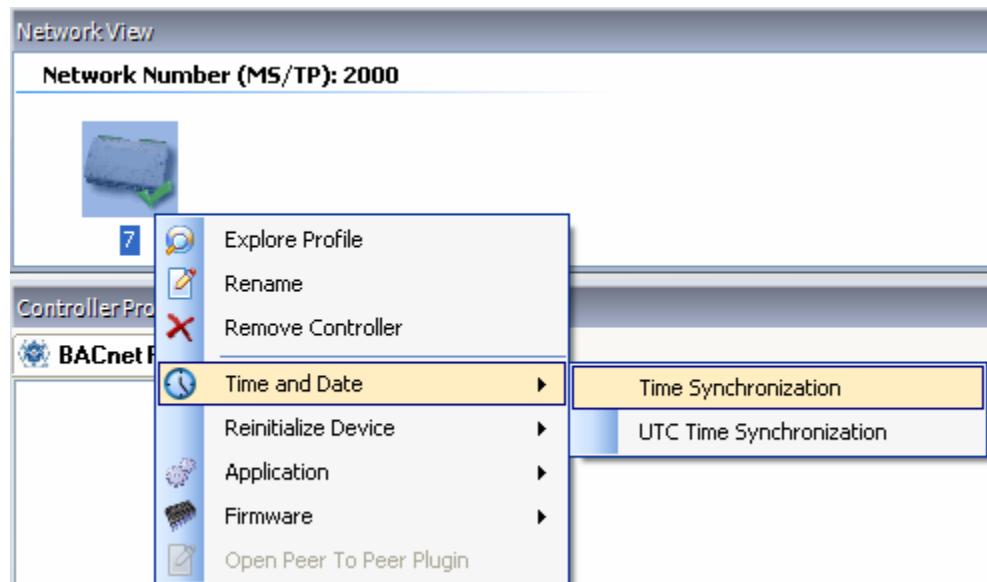 Network View
Network Number (MS/TP): 2000
7
Explore Profile
Rename
Controller Pro
Remove Controller
BACnet
Time and Date
Time Synchronization
Reinitialize Device
UTC Time Synchronization
Application
Firmware
Open Peer To Peer Plugin